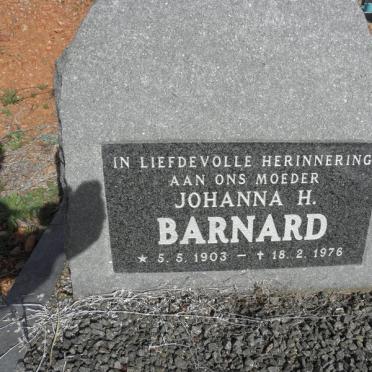 IN LIEFDEVOLLE HERINNERING
AAN ONS MOEDER
JOHANNA H.
BARNARD
★ 5. 5. 1903 – † 18. 2. 1976